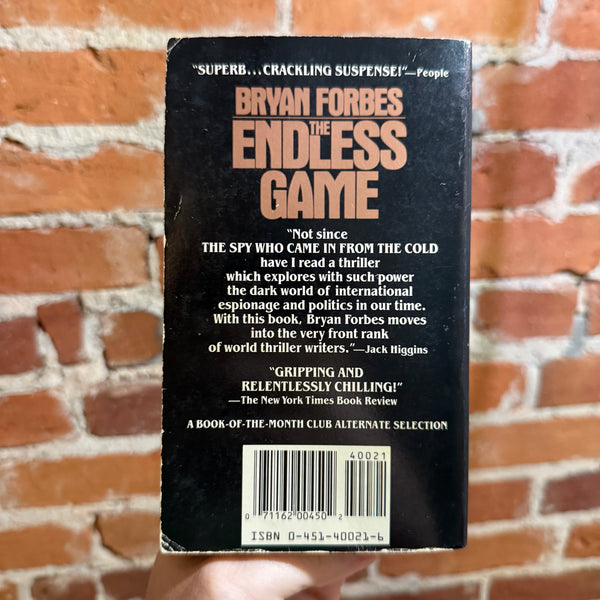 "SUPERB...CRACKLING SUSPENSE!"—People
BRYAN FORBES
THE
ENDLESS
GAME
"Not since
THE SPY WHO CAME IN FROM THE COLD
have I read a thriller
which explores with such power
the dark world of international
espionage and politics in our time.
With this book, Bryan Forbes moves
into the very front rank
of world thriller writers."—Jack Higgins
"GRIPPING AND
RELENTLESSLY CHILLING!"
—The New York Times Book Review
A BOOK-OF-THE-MONTH CLUB ALTERNATE SELECTION
40021
0 71162 00450 2
ISBN 0-451-40021-6